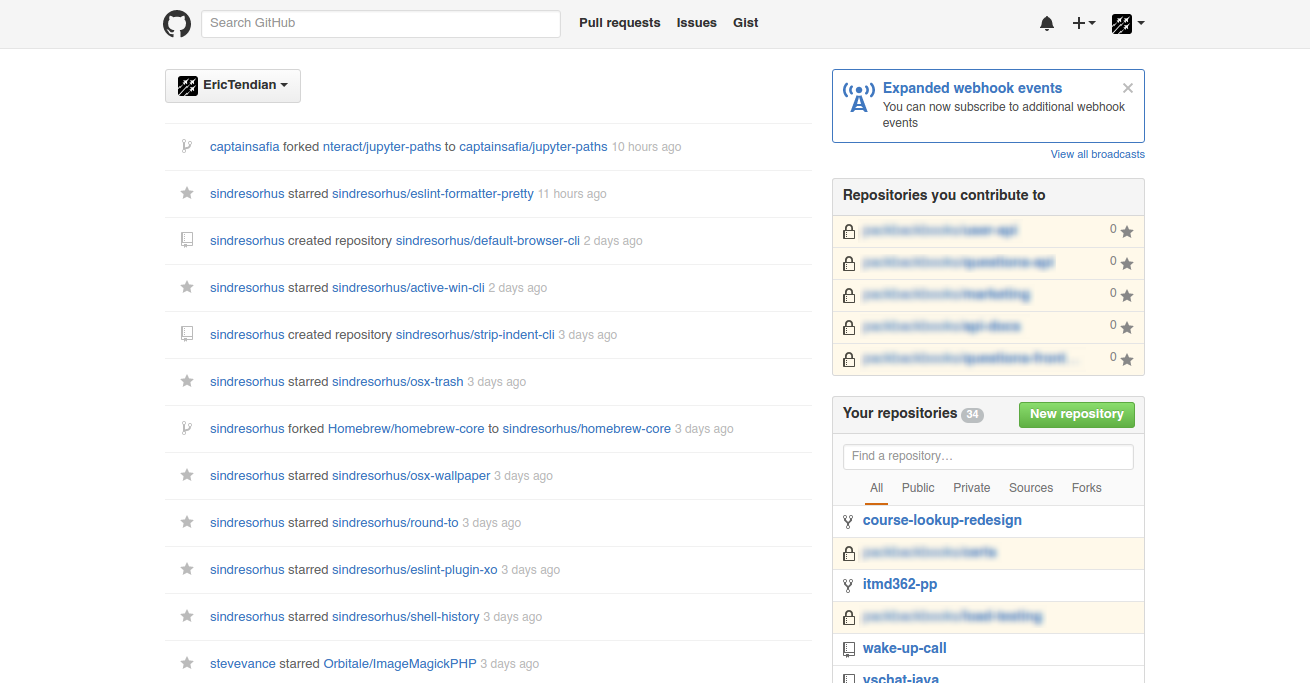 Search GitHub
Pull requests
Issues
Gist
EricTendian
captainsafia forked nteract/jupyter-paths to captainsafia/jupyter-paths 10 hours ago
sindresorhus starred sindresorhus/eslint-formatter-pretty 11 hours ago
sindresorhus created repository sindresorhus/default-browser-cli 2 days ago
sindresorhus starred sindresorhus/active-win-cli 2 days ago
sindresorhus created repository sindresorhus/strip-indent-cli 3 days ago
sindresorhus starred sindresorhus/osx-trash 3 days ago
sindresorhus forked Homebrew/homebrew-core to sindresorhus/homebrew-core 3 days ago
sindresorhus starred sindresorhus/osx-wallpaper 3 days ago
sindresorhus starred sindresorhus/round-to 3 days ago
sindresorhus starred sindresorhus/eslint-plugin-xo 3 days ago
sindresorhus starred sindresorhus/shell-history 3 days ago
stevevance starred Orbitale/ImageMagickPHP 3 days ago
Expanded webhook events
You can now subscribe to additional webhook
events
View all broadcasts
Repositories you contribute to
0
0
0
0
0
Your repositories 34
New repository
Find a repository…
All
Public
Private
Sources
Forks
course-lookup-redesign
itmd362-pp
wake-up-call
vschat-java